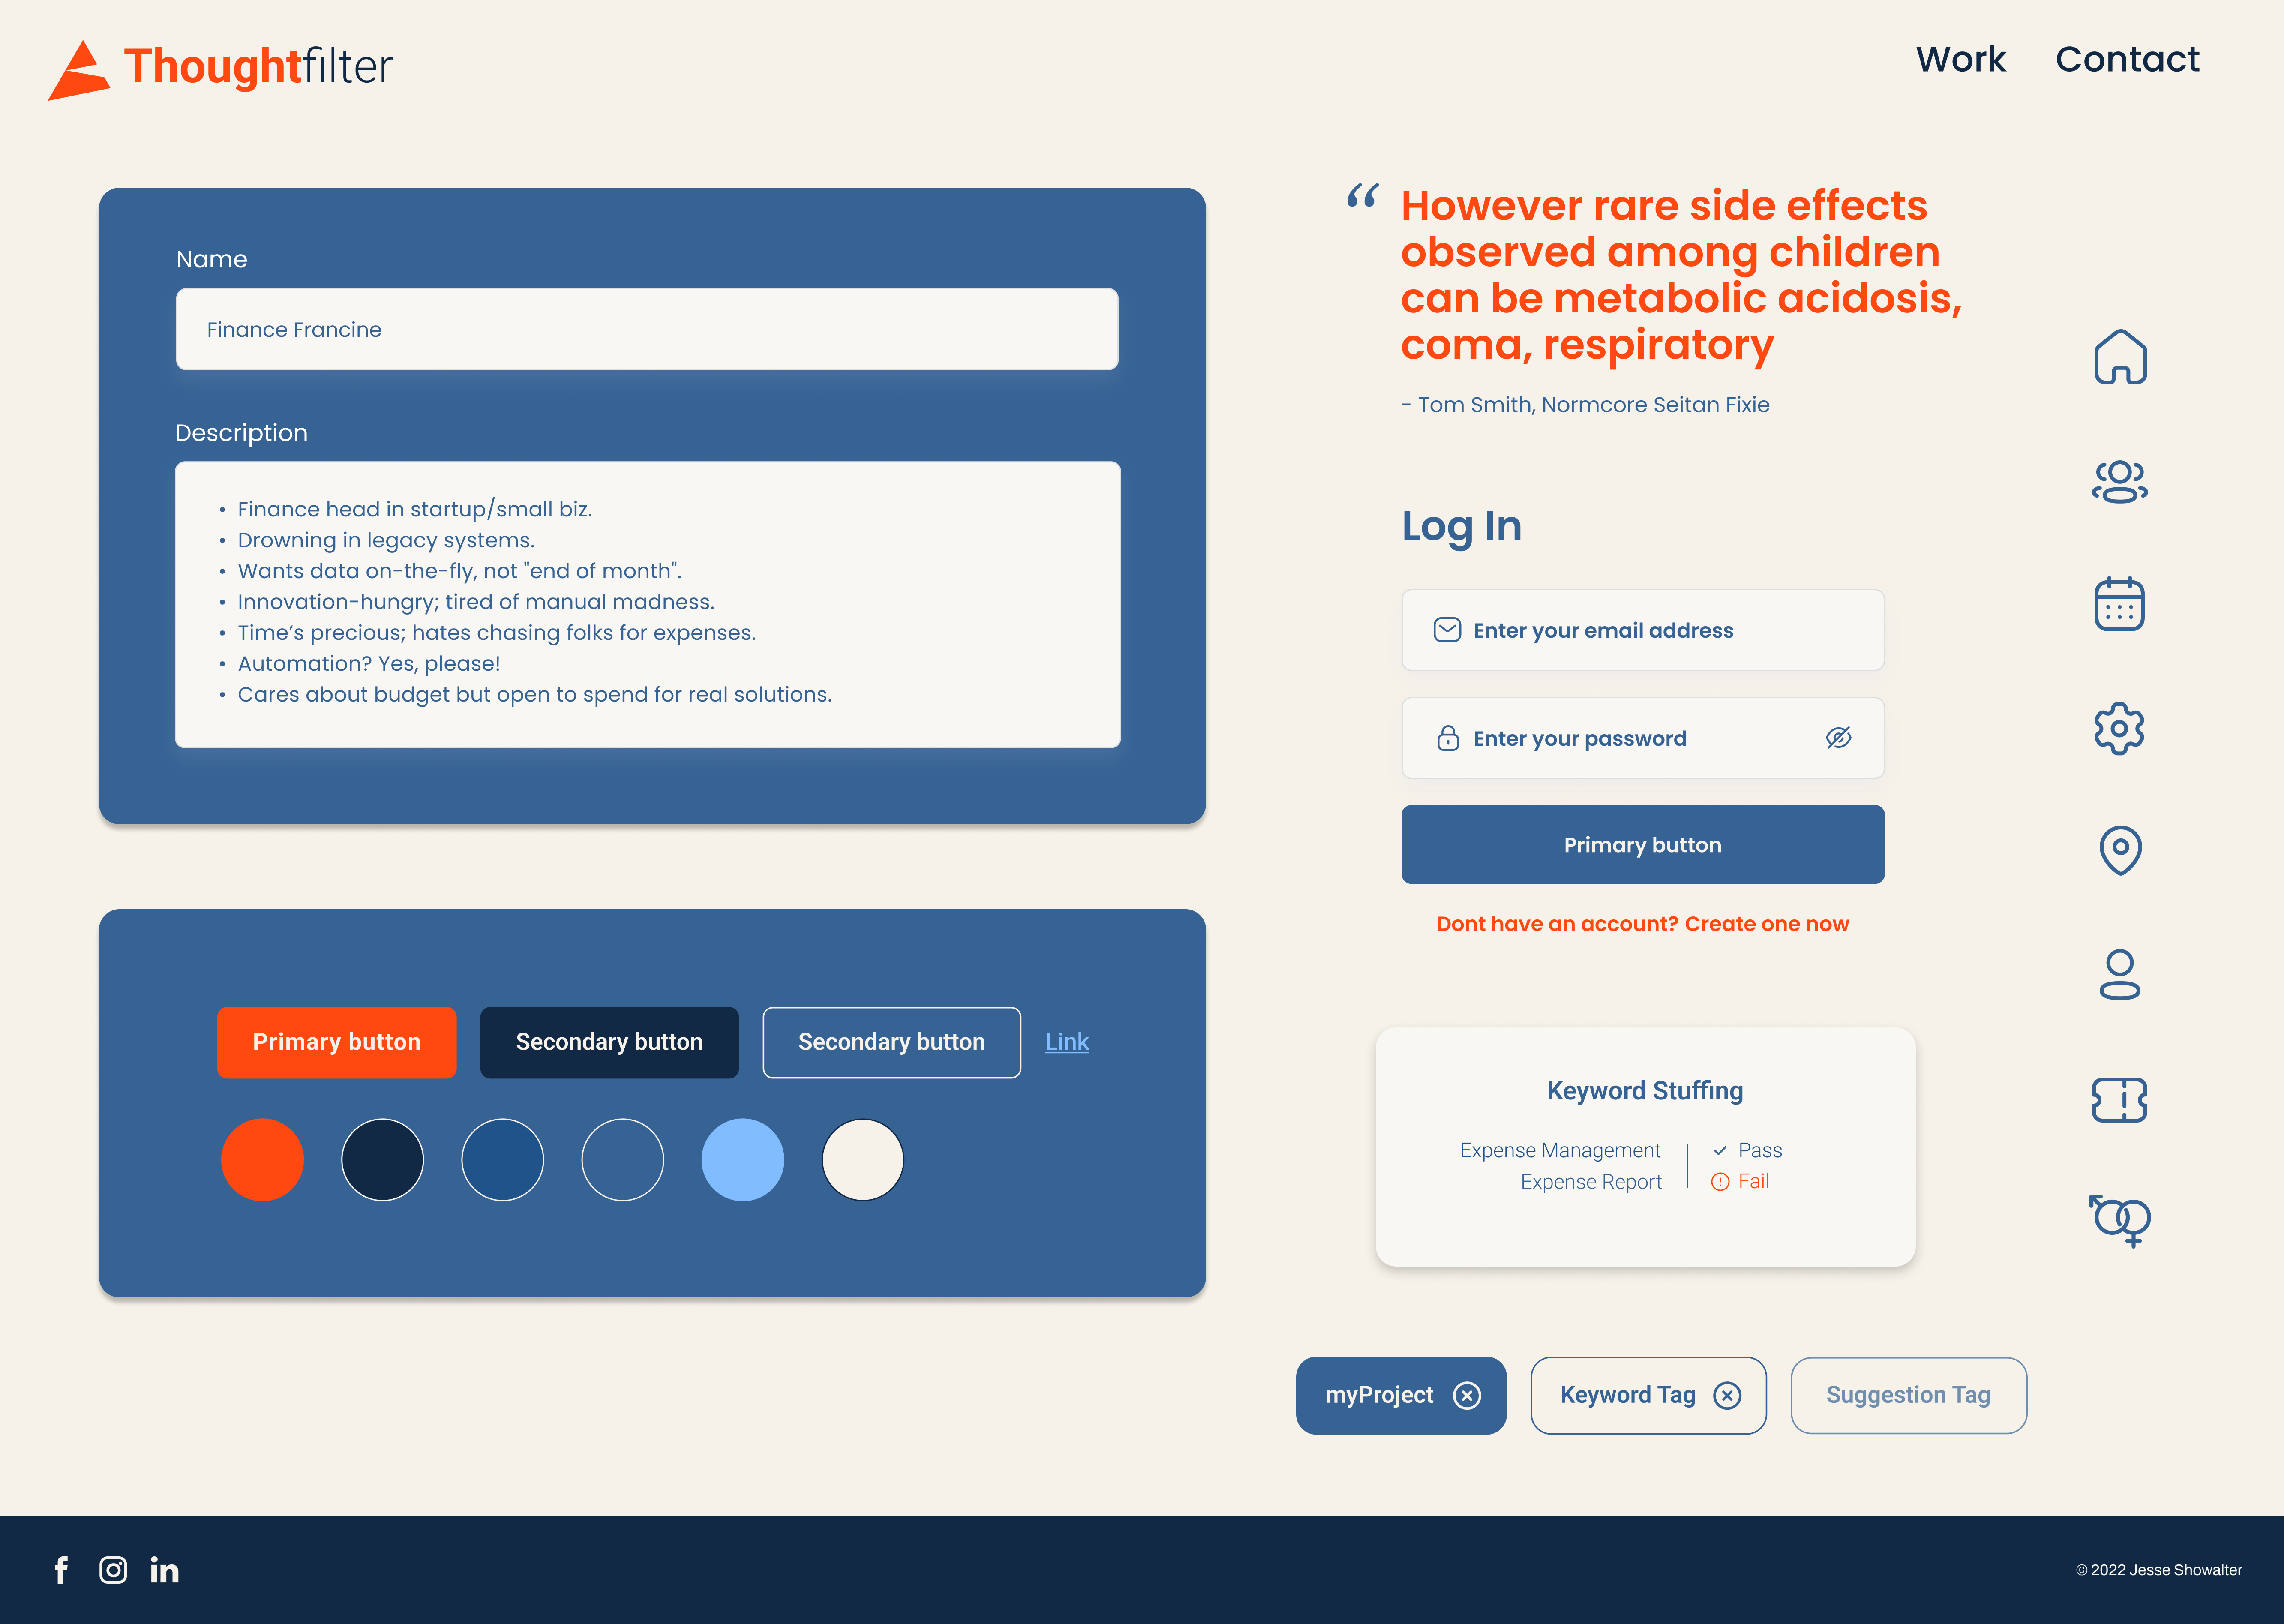 Thoughtfilter
Work
Contact
Name
Finance Francine
Description
• Finance head in startup/small biz.
• Drowning in legacy systems.
• Wants data on-the-fly, not "end of month".
• Innovation-hungry; tired of manual madness.
• Time’s precious; hates chasing folks for expenses.
• Automation? Yes, please!
• Cares about budget but open to spend for real solutions.
Primary button
Secondary button
Secondary button
Link
“ However rare side effects
observed among children
can be metabolic acidosis,
coma, respiratory
- Tom Smith, Normcore Seitan Fixie
Log In
Enter your email address
Enter your password
Primary button
Dont have an account? Create one now
Keyword Stuffing
Expense Management
Pass
Expense Report
Fail
myProject
Keyword Tag
Suggestion Tag
© 2022 Jesse Showalter